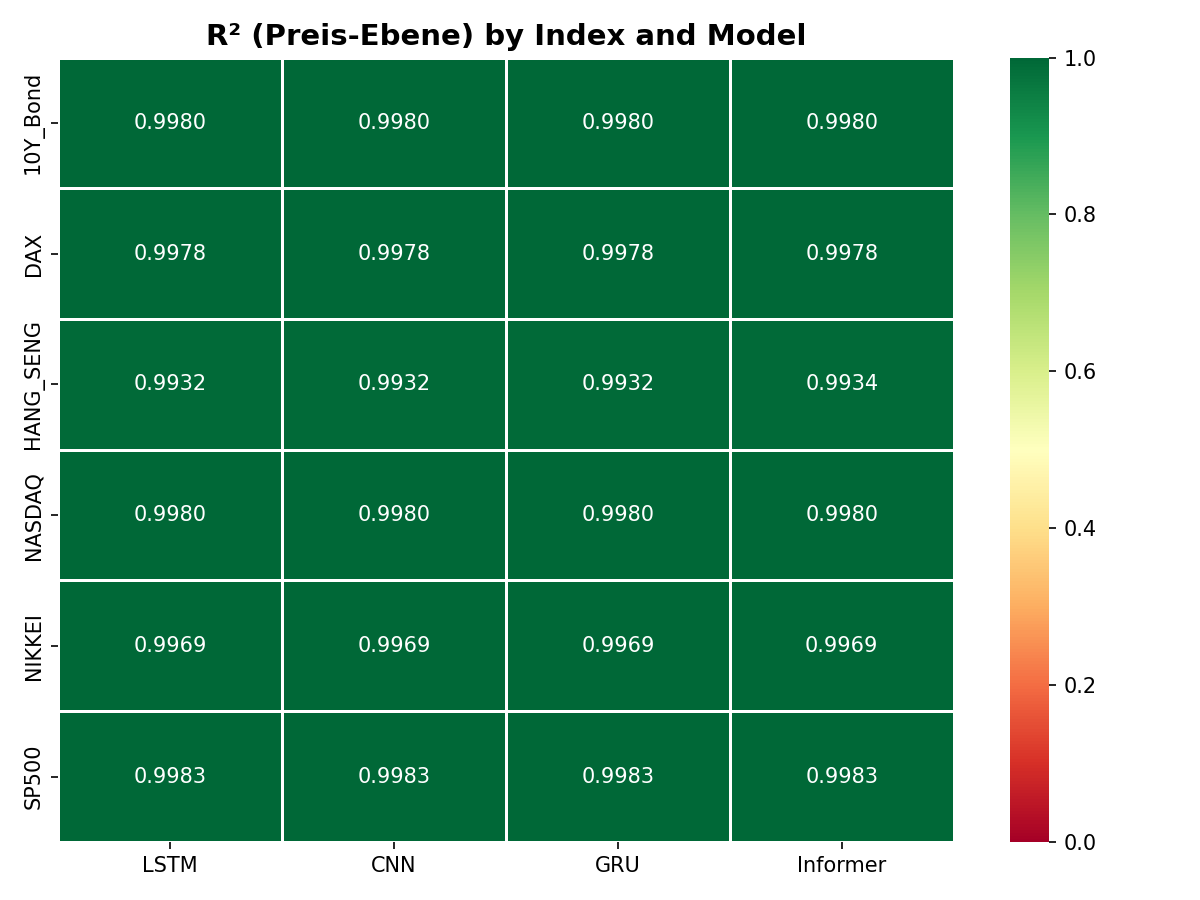 R² (Preis-Ebene) by Index and Model
10Y_Bond 0.9980 0.9980 0.9980 0.9980
DAX 0.9978 0.9978 0.9978 0.9978
HANG_SENG 0.9932 0.9932 0.9932 0.9934
NASDAQ 0.9980 0.9980 0.9980 0.9980
NIKKEI 0.9969 0.9969 0.9969 0.9969
SP500 0.9983 0.9983 0.9983 0.9983
LSTM CNN GRU Informer
1.0
0.8
0.6
0.4
0.2
0.0